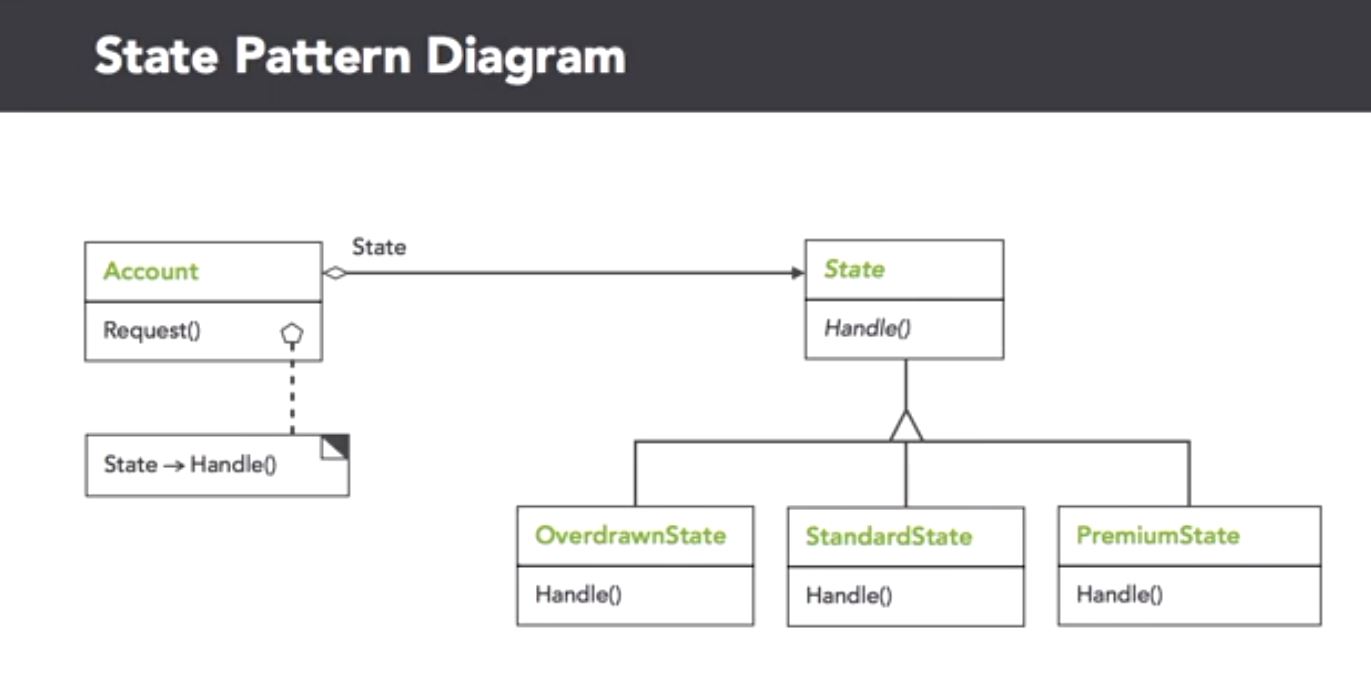 State Pattern Diagram
State
Account
State
Request()
Handle()
State → Handle()
OverdrawnState
StandardState
PremiumState
Handle()
Handle()
Handle()